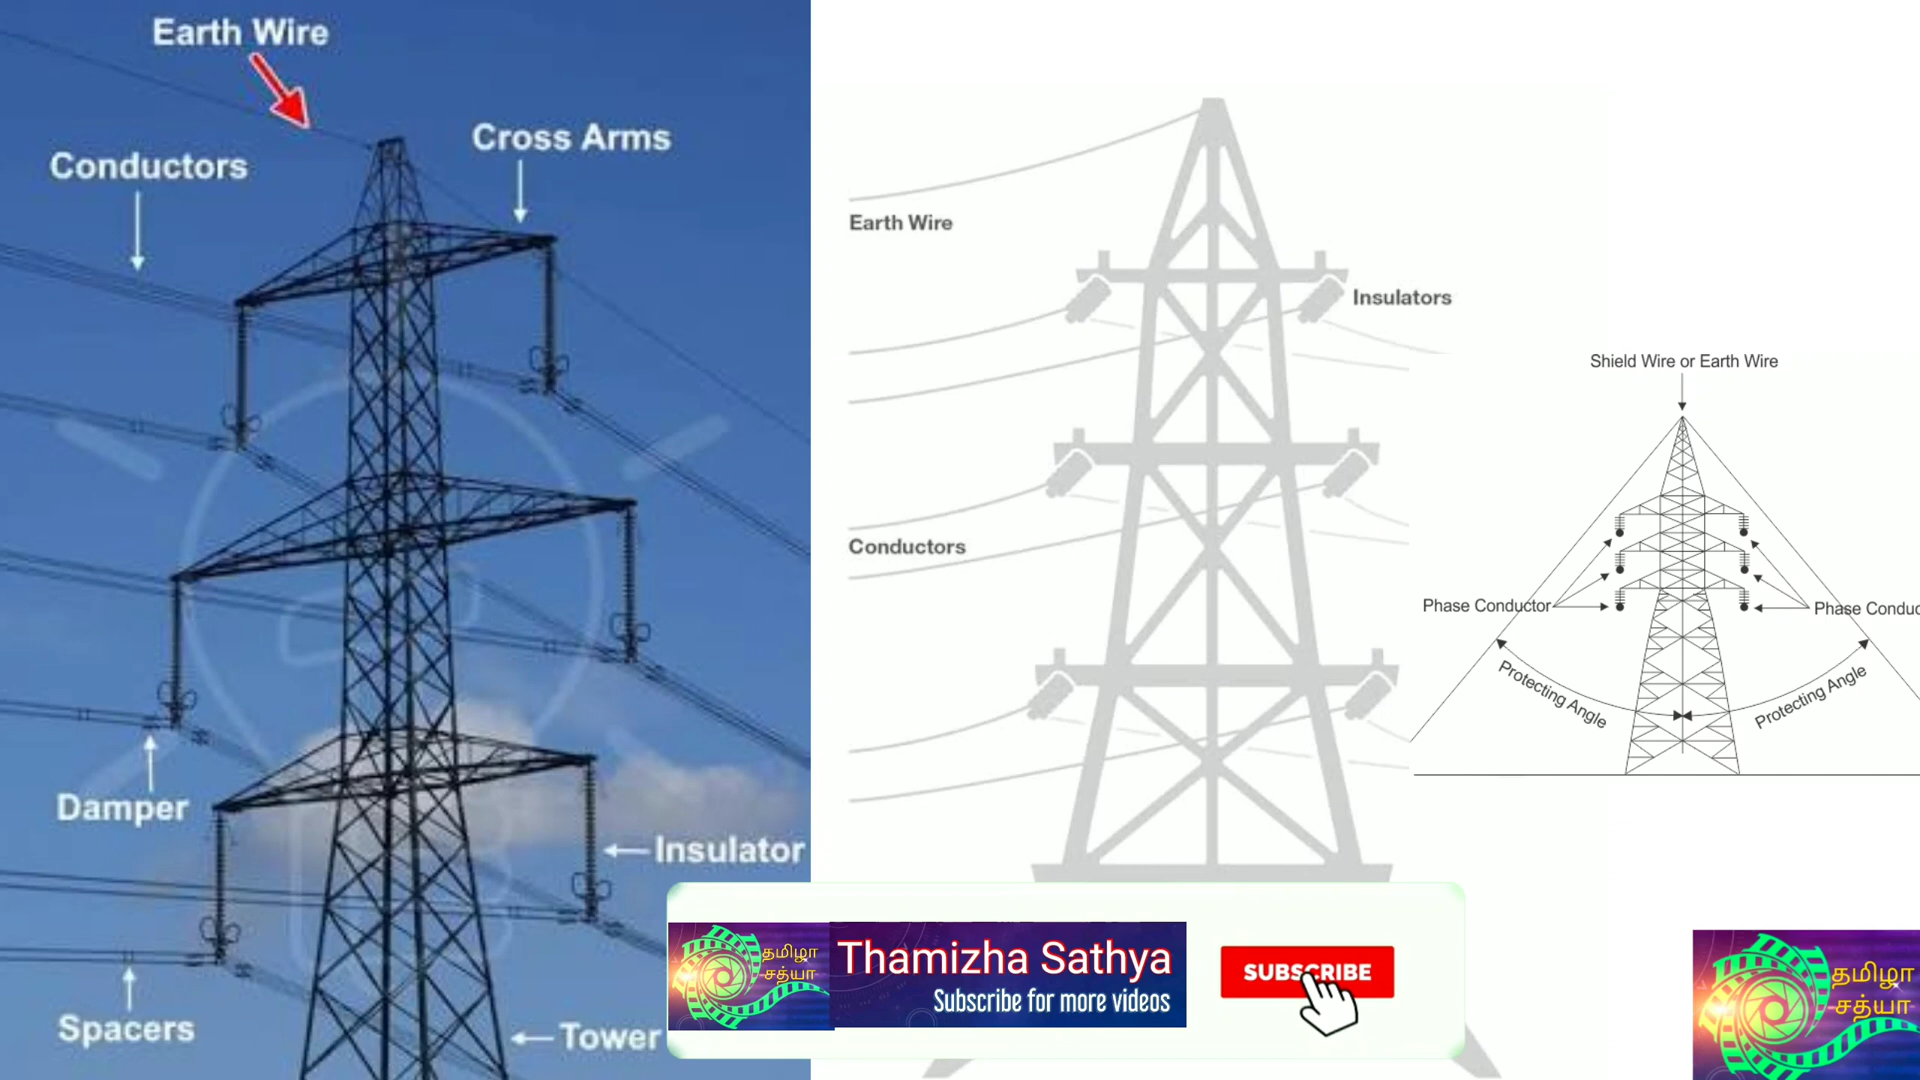 Earth Wire
Conductors
Cross Arms
Damper
Insulator
Spacers
Tower
Earth Wire
Insulators
Conductors
Shield Wire or Earth Wire
Phase Conductor
Phase Conduc
Protecting Angle
Protecting Angle
தமிழா
சத்யா
Thamizha Sathya
Subscribe for more videos
SUBSCRIBE
தமிழா
சத்யா